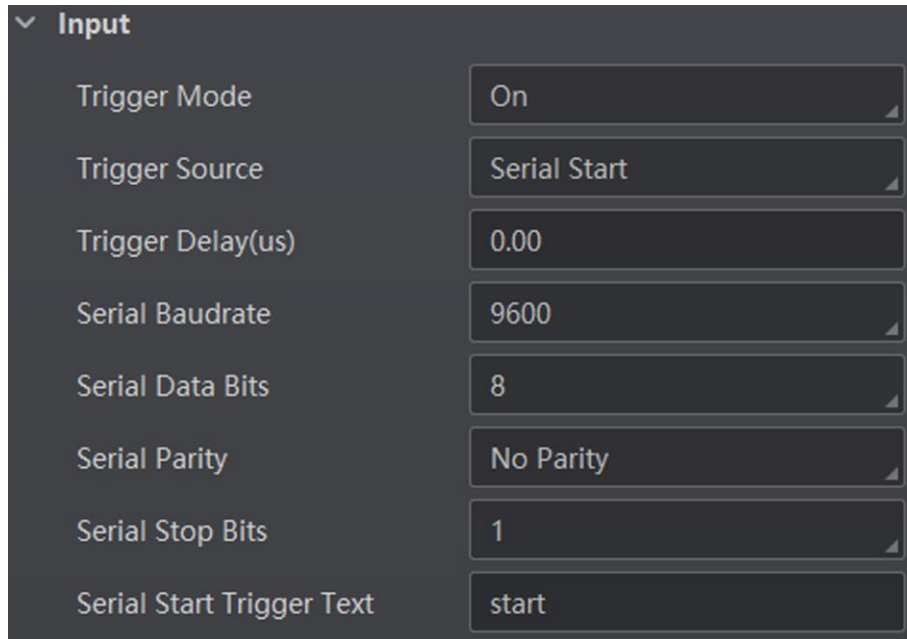 Input
Trigger Mode On
Trigger Source Serial Start
Trigger Delay(us) 0.00
Serial Baudrate 9600
Serial Data Bits 8
Serial Parity No Parity
Serial Stop Bits 1
Serial Start Trigger Text start